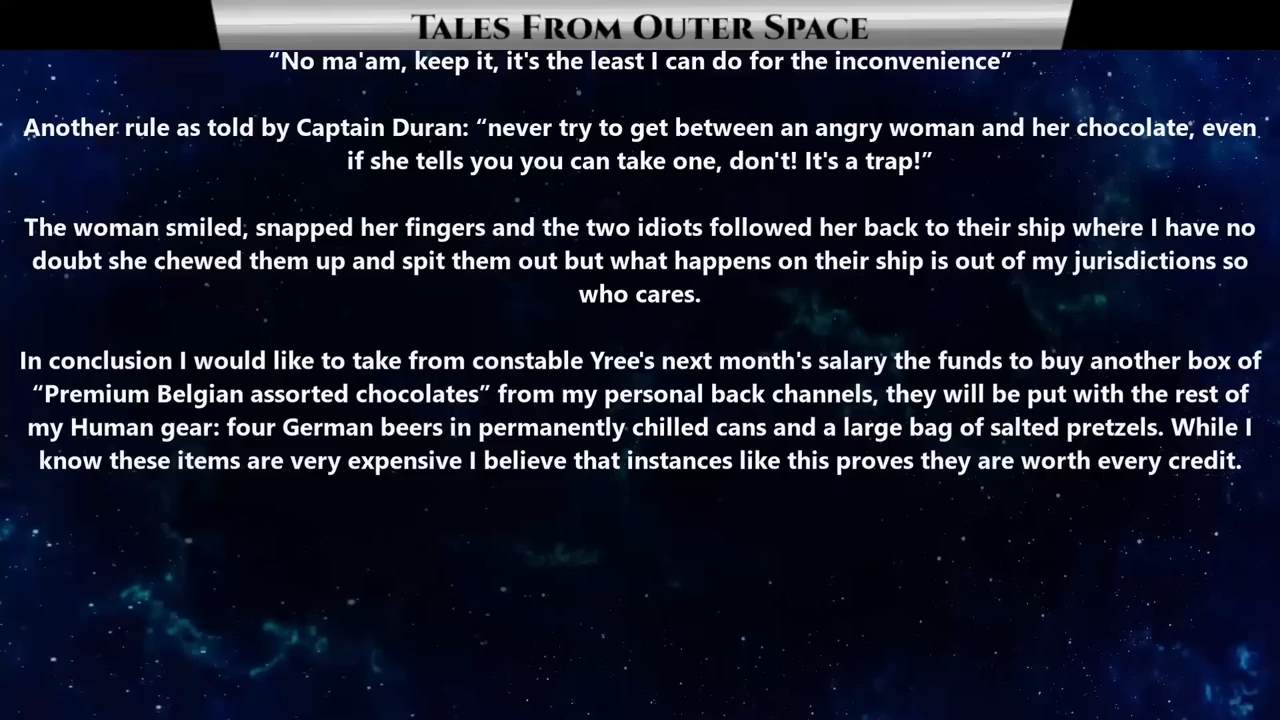 Tales From Outer Space
“No ma'am, keep it, it's the least I can do for the inconvenience”
Another rule as told by Captain Duran: “never try to get between an angry woman and her chocolate, even
if she tells you you can take one, don't! It's a trap!”
The woman smiled, snapped her fingers and the two idiots followed her back to their ship where I have no
doubt she chewed them up and spit them out but what happens on their ship is out of my jurisdictions so
who cares.
In conclusion I would like to take from constable Yree's next month's salary the funds to buy another box of
“Premium Belgian assorted chocolates” from my personal back channels, they will be put with the rest of
my Human gear: four German beers in permanently chilled cans and a large bag of salted pretzels. While I
know these items are very expensive I believe that instances like this proves they are worth every credit.